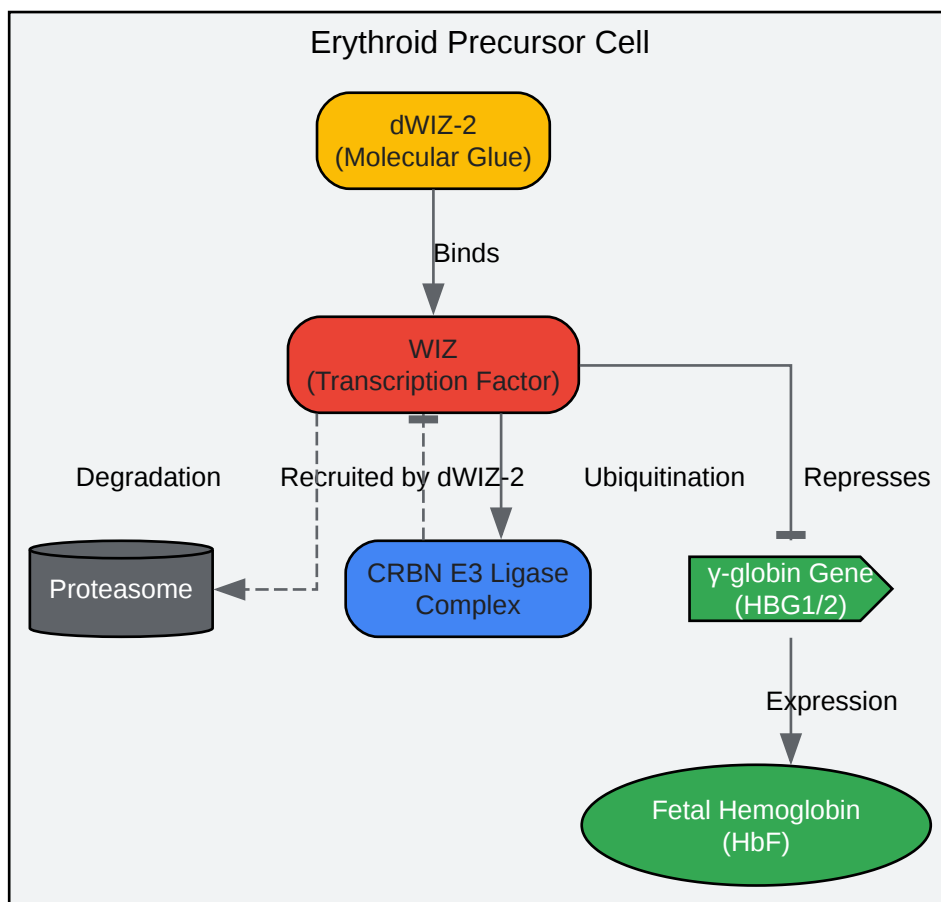 Erythroid Precursor Cell
dWIZ-2
(Molecular Glue)
Binds
WIZ
(Transcription Factor)
Degradation
Recruited by dWIZ-2
Ubiquitination
Represses
Proteasome
CRBN E3 Ligase
Complex
γ-globin Gene
(HBG1/2)
Expression
Fetal Hemoglobin
(HbF)